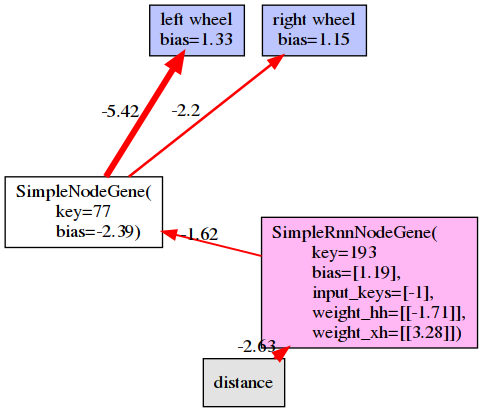 left wheel
bias=1.33
right wheel
bias=1.15
-5.42
-2.2
SimpleNodeGene(
key=77
bias=-2.39)
-1.62
SimpleRnnNodeGene(
key=193
bias=[1.19],
input_keys=[-1],
weight_hh=[[-1.71]],
weight_xh=[[3.28]])
-2.63
distance